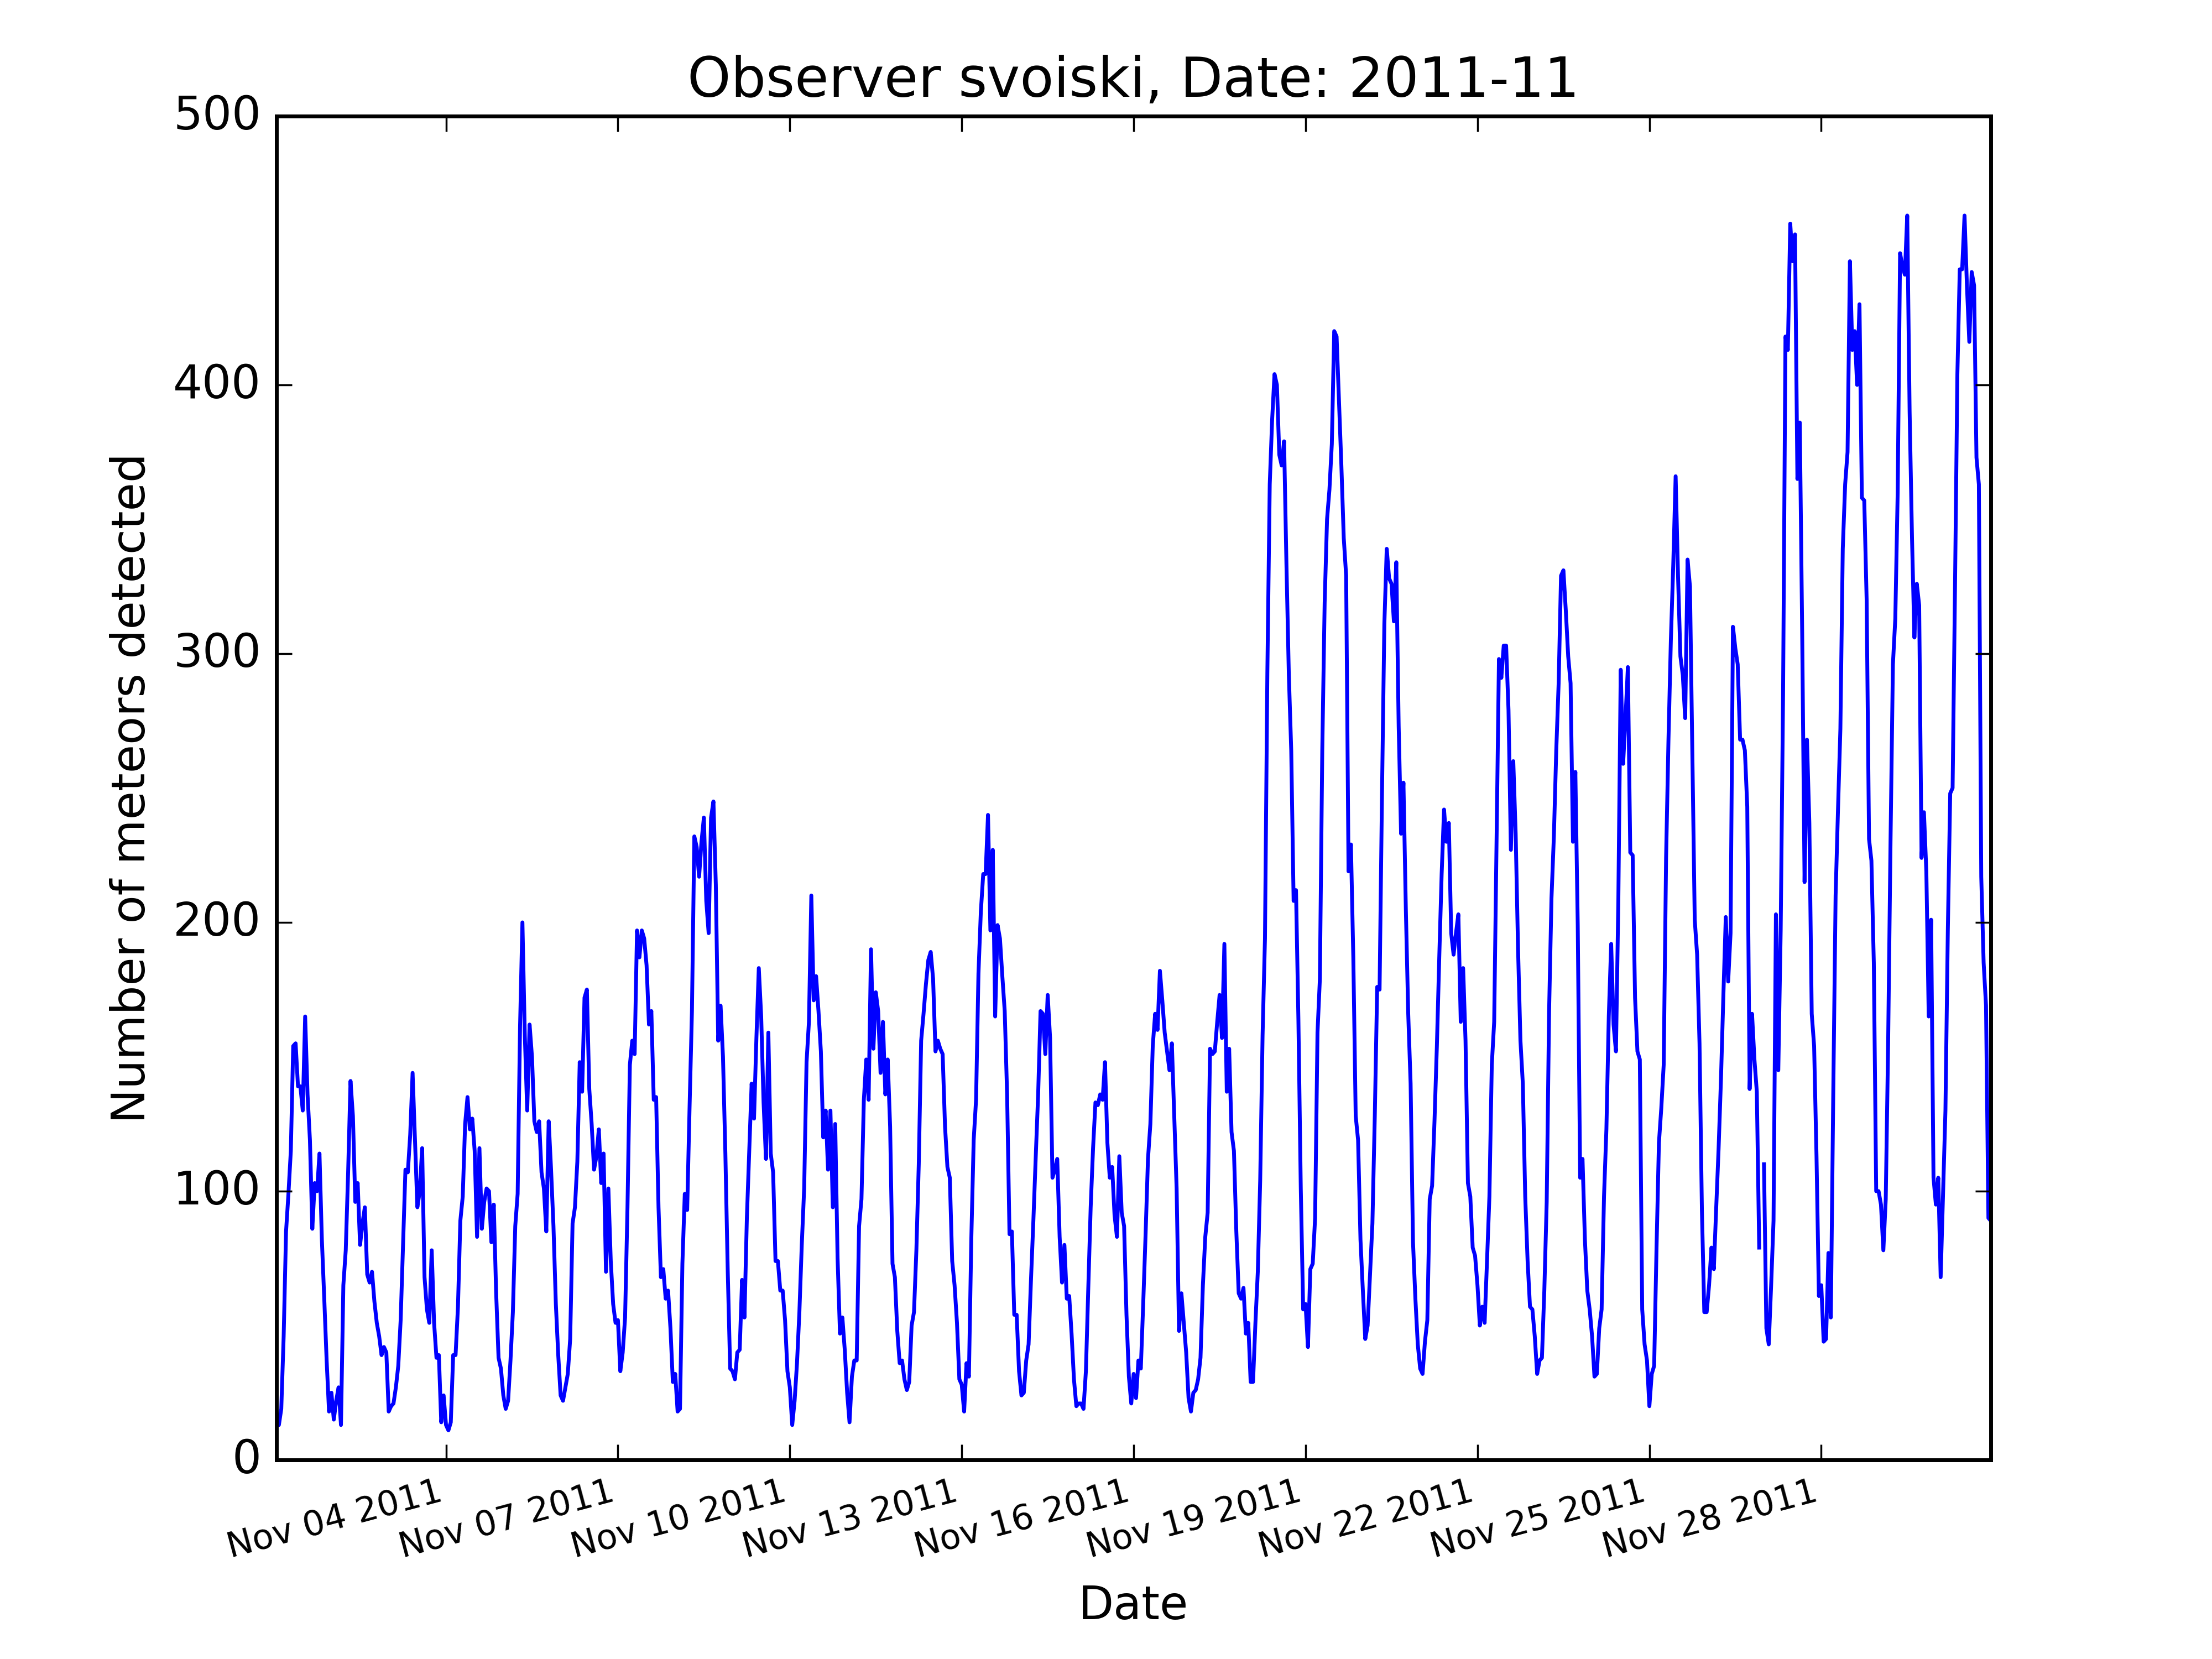 Observer svoiski, Date: 2011-11
500
400
300
200
100
0
Number of meteors detected
Nov 04 2011
Nov 07 2011
Nov 10 2011
Nov 13 2011
Nov 16 2011
Nov 19 2011
Nov 22 2011
Nov 25 2011
Nov 28 2011
Date